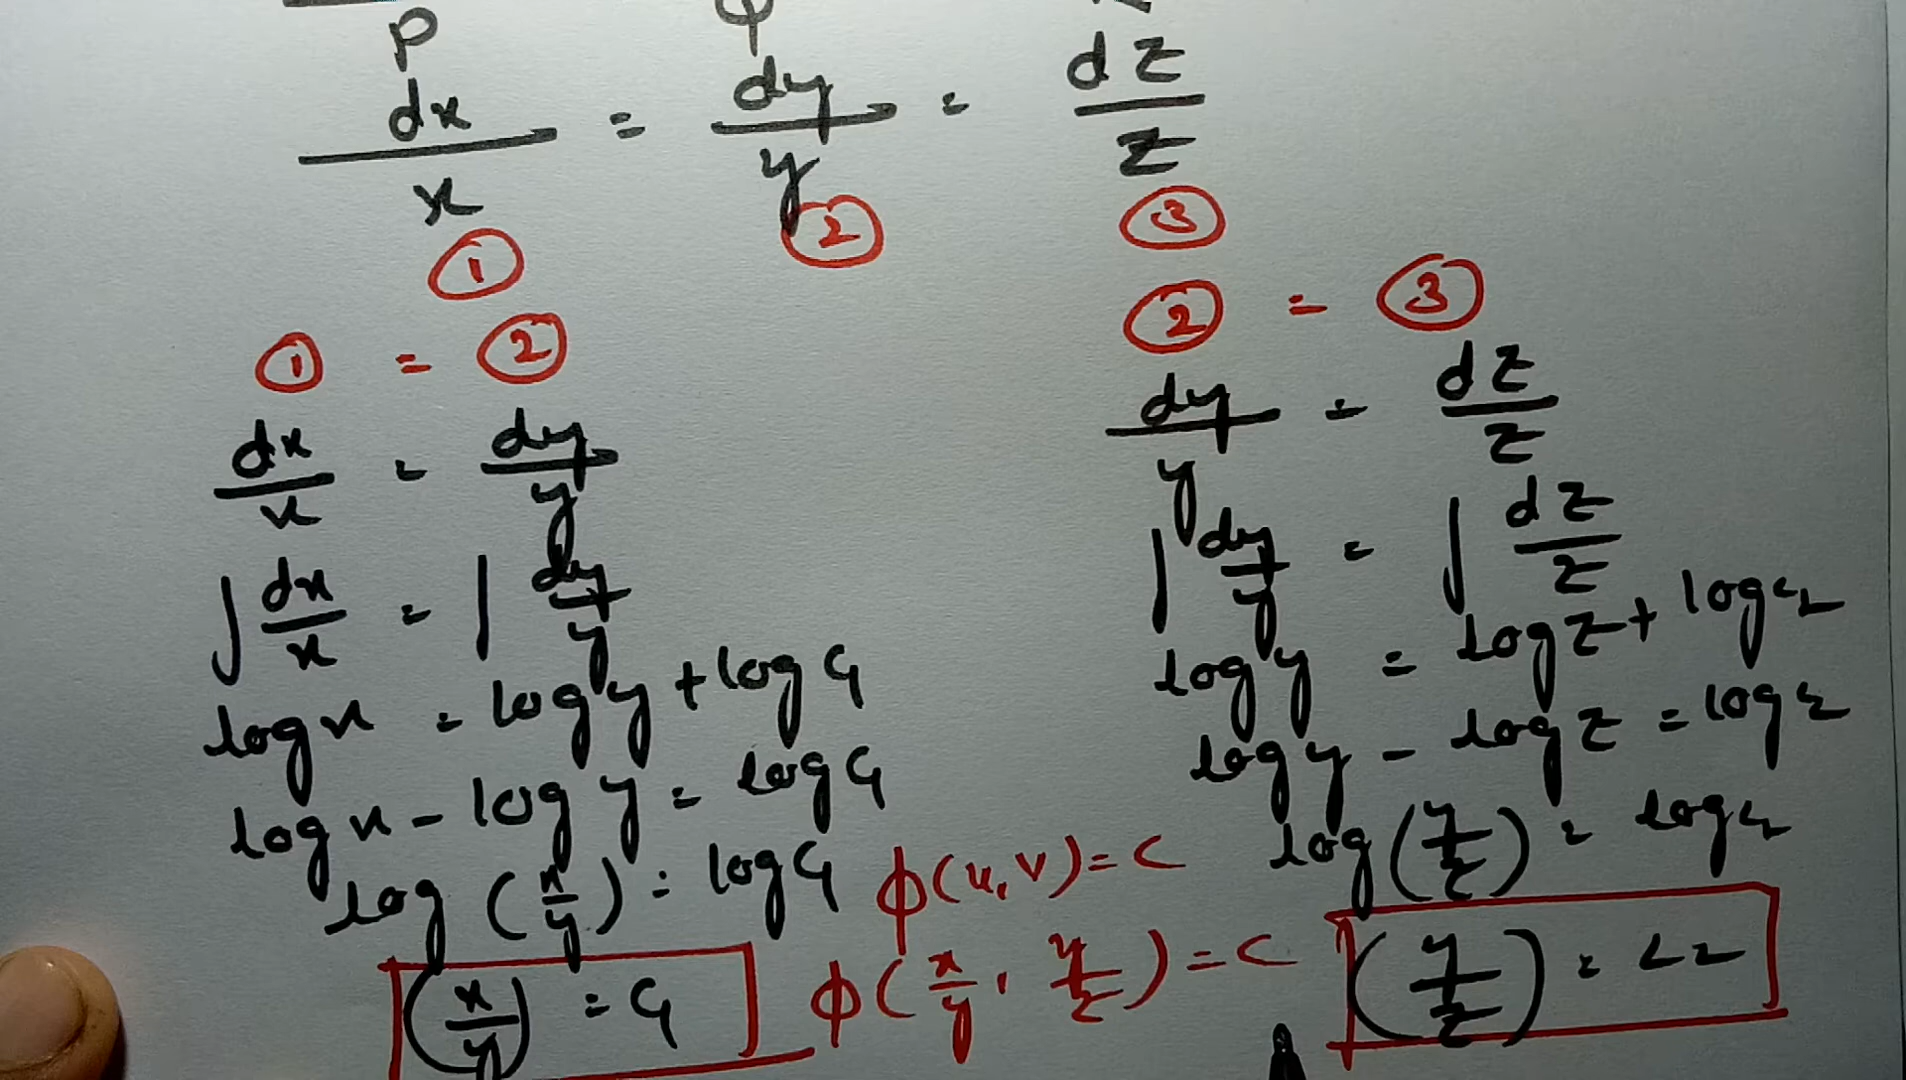 P Q
dx/x = dy/y = dz/z
① ② ③
① = ②
dx/x = dy/y
∫ dx/x = ∫ dy/y
log x = log y + log C₁
log x - log y = log C₁
log (x/y) = log C₁
(x/y) = C₁
② = ③
dy/y = dz/z
∫ dy/y = ∫ dz/z
log y = log z + log C₂
log y - log z = log C₂
log (y/z) = log C₂
(y/z) = C₂
ϕ(u, v) = C
ϕ(x/y, y/z) = C